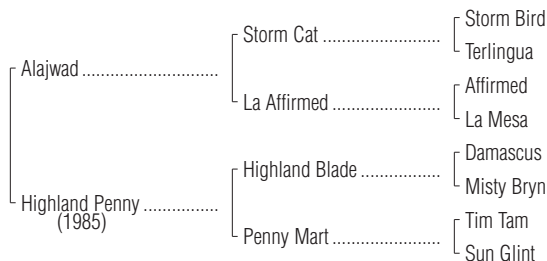 Storm Bird
Storm Cat ........................
Terlingua
Alajwad ............................
Affirmed
La Affirmed ......................
La Mesa
Damascus
Highland Blade ................
Misty Bryn
Highland Penny ...............
(1985)
Tim Tam
Penny Mart ......................
Sun Glint